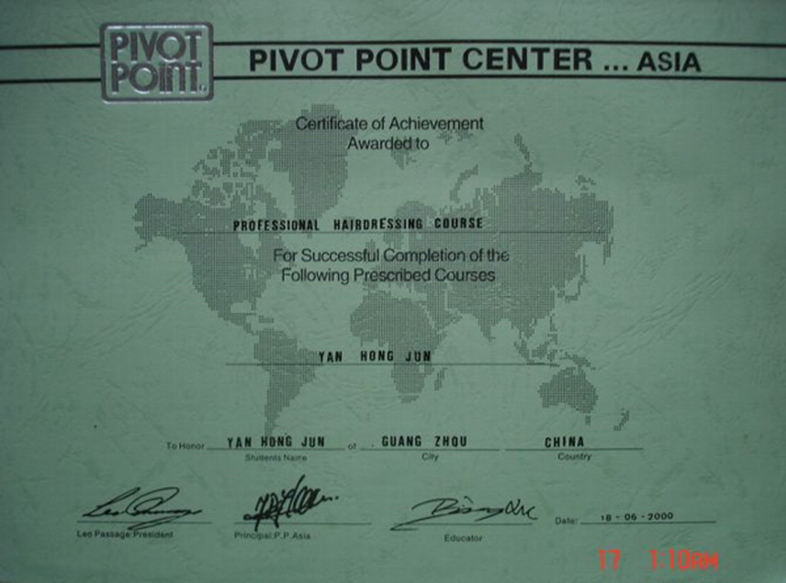 PIVOT
POINT.
PIVOT POINT CENTER ... ASIA
Certificate of Achievement
Awarded to
PROFESSIONAL HAIRDRESSING COURSE
For Successful Completion of the
Following Prescribed Courses
YAN HONG JUN
To Honor YAN HONG JUN of GUANG ZHOU CHINA
Students Name City Country
Leo Passage:President Principal:P.P.Asia Educator Date: 18 - 06 - 2000
17 1:10AM